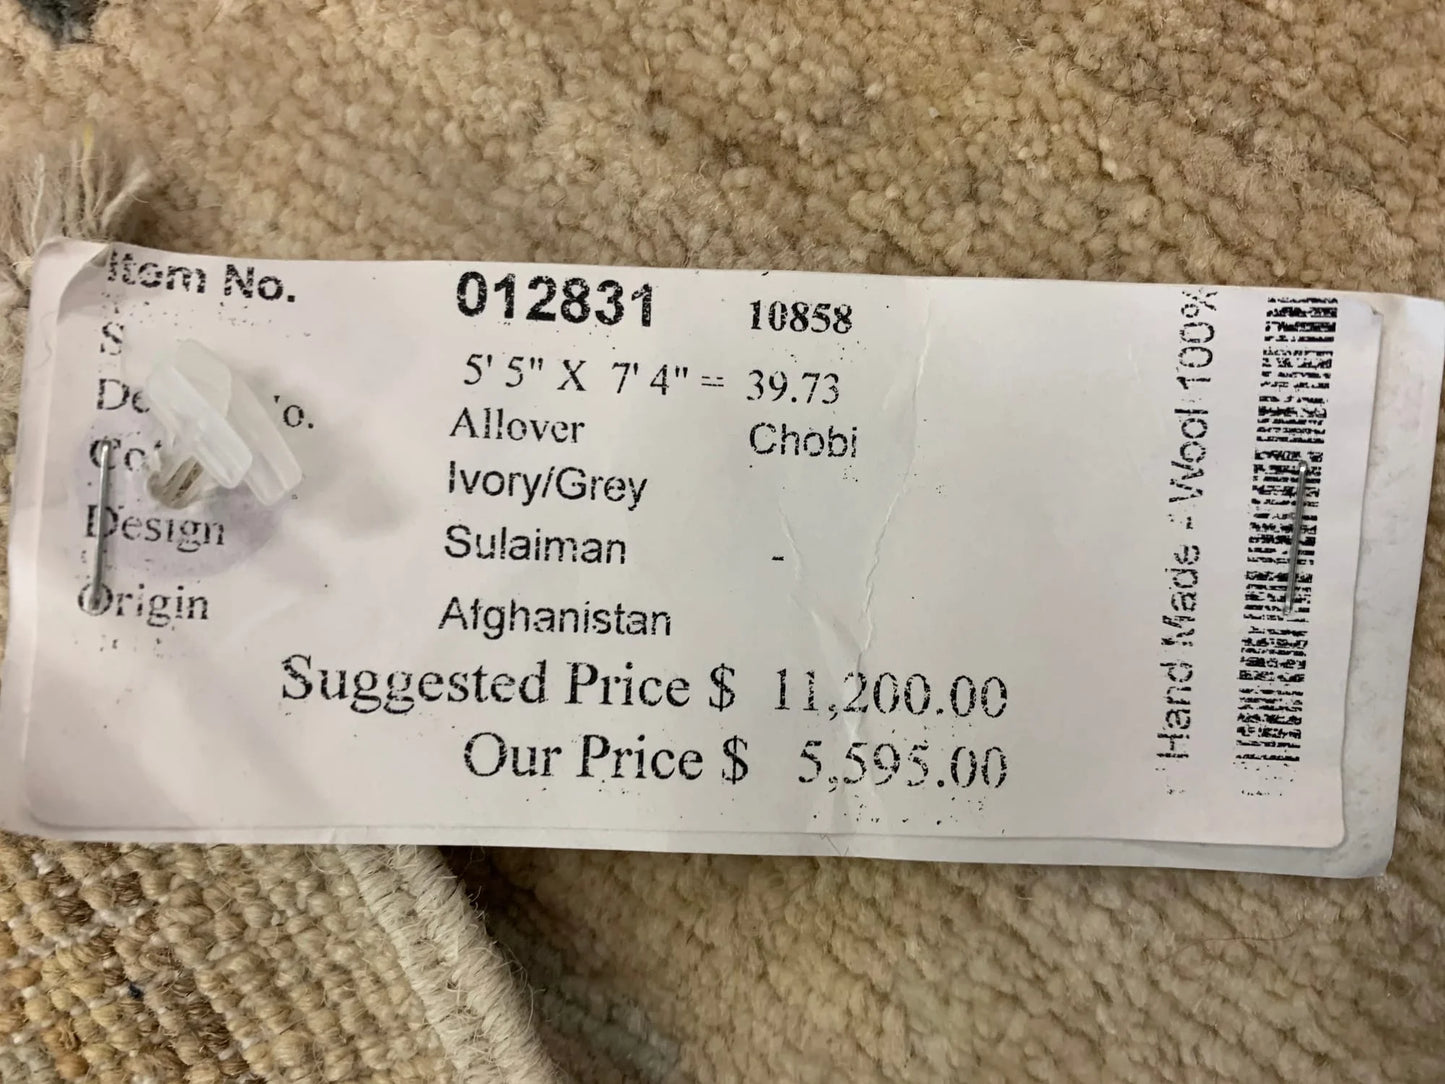 Item No. 012831 10858
5' 5" X 7' 4" = 39.73
Allover Chobi
Ivory/Grey
Design Sulaiman -
Origin Afghanistan
Suggested Price $ 11,200.00
Our Price $ 5,595.00
Hand Made - Wool 100%